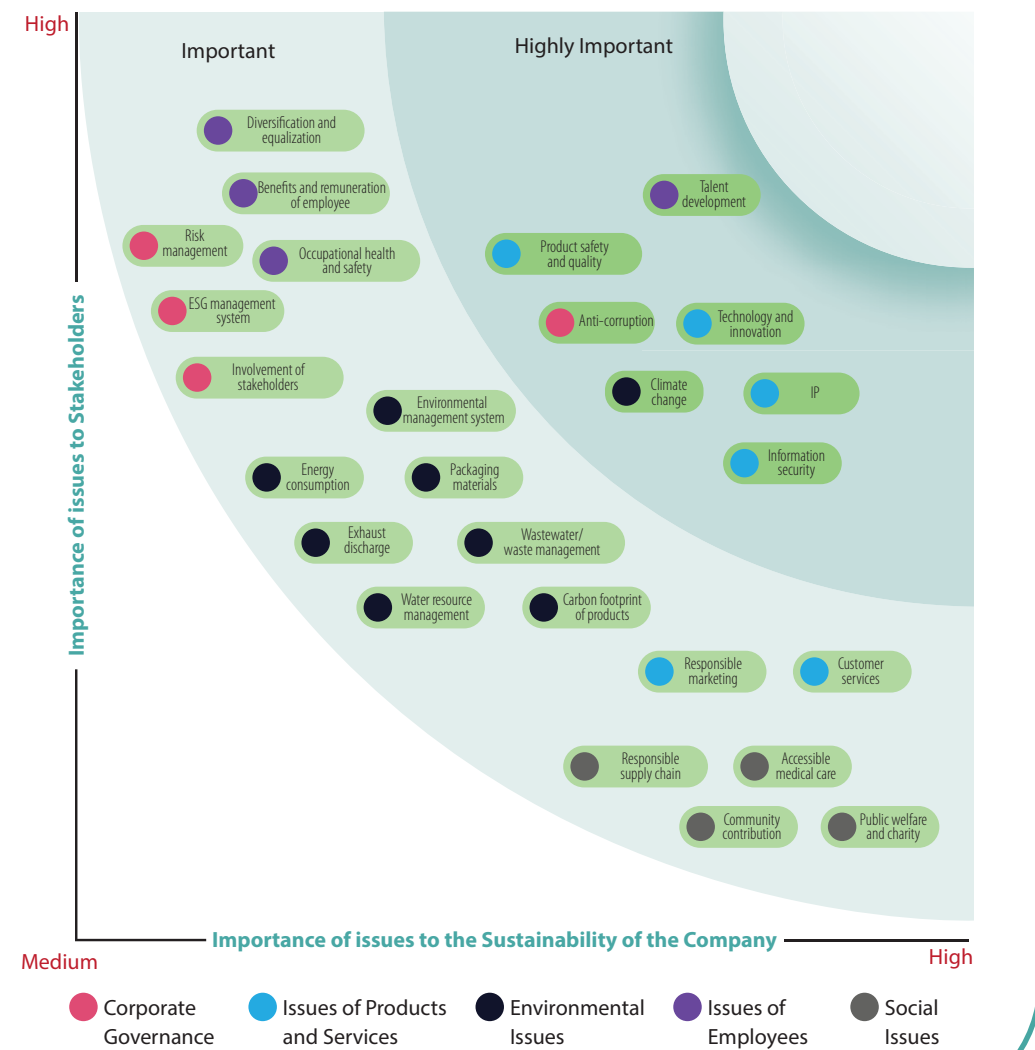 High
Important
Highly Important
Diversification and
equalization
Benefits and remuneration
of employee
Talent
development
Risk
management
Occupational health
and safety
Product safety
and quality
ESG management
system
Anti-corruption
Technology and
innovation
Involvement of
stakeholders
Climate
change
IP
Environmental
management system
Information
security
Energy
consumption
Packaging
materials
Exhaust
discharge
Wastewater/
waste management
Water resource
management
Carbon footprint
of products
Responsible
marketing
Customer
services
Responsible
supply chain
Accessible
medical care
Community
contribution
Public welfare
and charity
Importance of issues to Stakeholders
Importance of issues to the Sustainability of the Company
Medium
High
Corporate
Governance
Issues of Products
and Services
Environmental
Issues
Issues of
Employees
Social
Issues